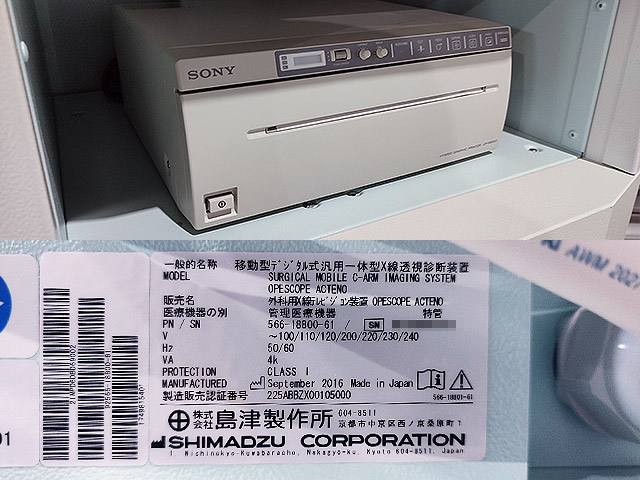 SONY
AL AWM 2021
一般的名称 移動型デジタル式汎用一体型X線透視診断装置
MODEL SURGICAL MOBILE C-ARM IMAGING SYSTEM
OPESCOPE ACTENO
販売名 外科用X線テレビジョン装置 OPESCOPE ACTENO
医療機器の別 管理医療機器 特管
PN / SN 566-18800-61 / SN
V ～100/110/120/200/220/230/240
Hz 50/60
VA 4k
PROTECTION CLASS I
MANUFACTURED September 2016 Made in Japan
製造販売認証番号 225ABBZX00105000
566-18801-61
株式会社 島津製作所 604-8511
京都市中京区西ノ京桑原町1
SHIMADZU CORPORATION
1 Nishinokyo-Kuwabaracho, Nakagyo-ku, Kyoto 604-8511, Japan
92566-18800-61
01